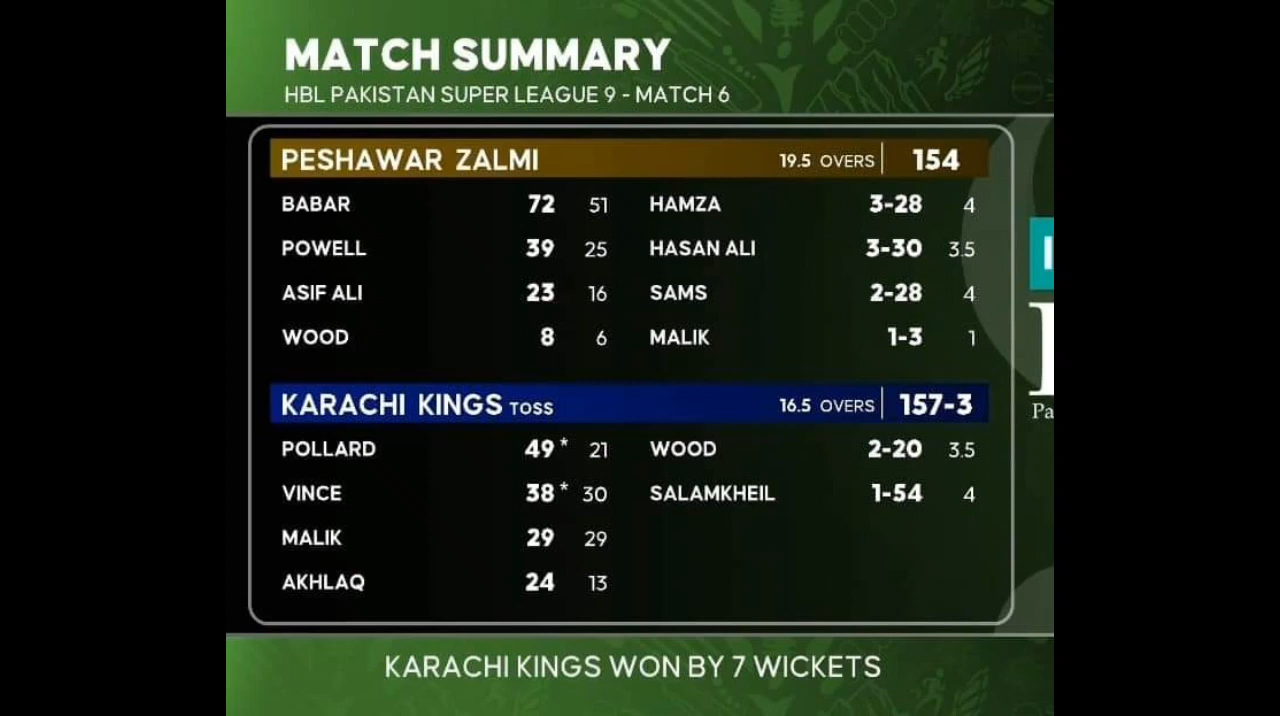 MATCH SUMMARY
HBL PAKISTAN SUPER LEAGUE 9 - MATCH 6
PESHAWAR ZALMI 19.5 OVERS 154
BABAR 72 51 HAMZA 3-28 4
POWELL 39 25 HASAN ALI 3-30 3.5
ASIF ALI 23 16 SAMS 2-28 4
WOOD 8 6 MALIK 1-3 1
KARACHI KINGS TOSS 16.5 OVERS 157-3
POLLARD 49* 21 WOOD 2-20 3.5
VINCE 38* 30 SALAMKHEIL 1-54 4
MALIK 29 29
AKHLAQ 24 13
KARACHI KINGS WON BY 7 WICKETS
Pa